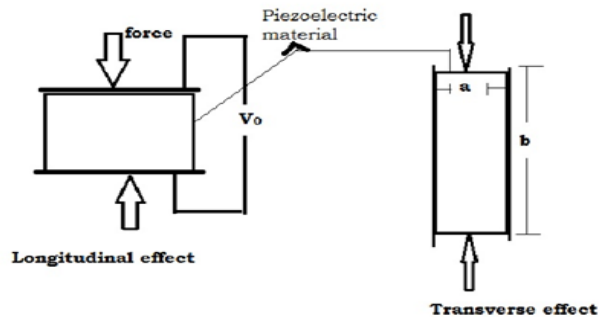 force
Piezoelectric
material
a
V₀
b
Longitudinal effect
Transverse effect